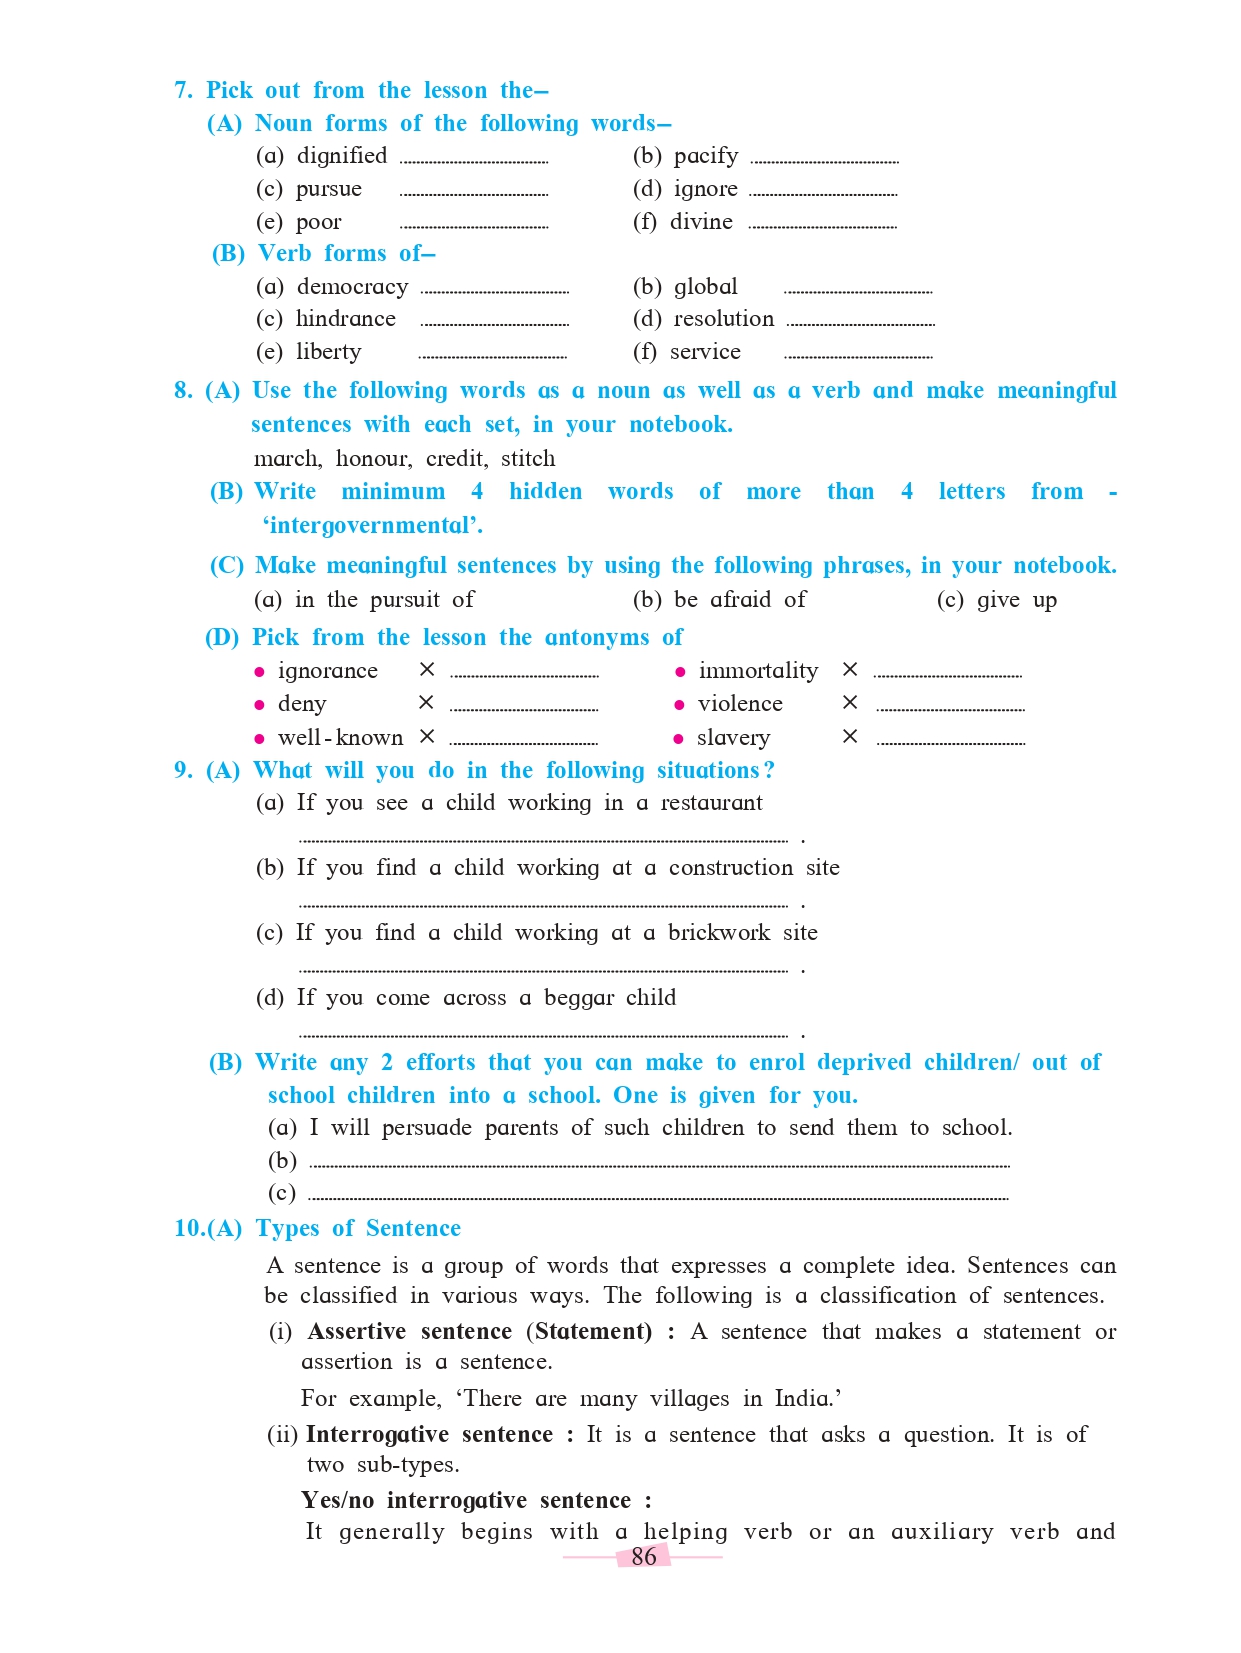 7. Pick out from the lesson the–
(A) Noun forms of the following words–
(a) dignified .................... (b) pacify ....................
(c) pursue .................... (d) ignore ....................
(e) poor .................... (f) divine ....................
(B) Verb forms of–
(a) democracy .................... (b) global ....................
(c) hindrance .................... (d) resolution ....................
(e) liberty .................... (f) service ....................
8. (A) Use the following words as a noun as well as a verb and make meaningful
sentences with each set, in your notebook.
march, honour, credit, stitch
(B) Write minimum 4 hidden words of more than 4 letters from -
‘intergovernmental’.
(C) Make meaningful sentences by using the following phrases, in your notebook.
(a) in the pursuit of (b) be afraid of (c) give up
(D) Pick from the lesson the antonyms of
● ignorance × .................... ● immortality × ....................
● deny × .................... ● violence × ....................
● well-known × .................... ● slavery × ....................
9. (A) What will you do in the following situations?
(a) If you see a child working in a restaurant
.................... .
(b) If you find a child working at a construction site
.................... .
(c) If you find a child working at a brickwork site
.................... .
(d) If you come across a beggar child
.................... .
(B) Write any 2 efforts that you can make to enrol deprived children/ out of
school children into a school. One is given for you.
(a) I will persuade parents of such children to send them to school.
(b) ....................
(c) ....................
10.(A) Types of Sentence
A sentence is a group of words that expresses a complete idea. Sentences can
be classified in various ways. The following is a classification of sentences.
(i) Assertive sentence (Statement) : A sentence that makes a statement or
assertion is a sentence.
For example, ‘There are many villages in India.’
(ii) Interrogative sentence : It is a sentence that asks a question. It is of
two sub-types.
Yes/no interrogative sentence :
It generally begins with a helping verb or an auxiliary verb and
86